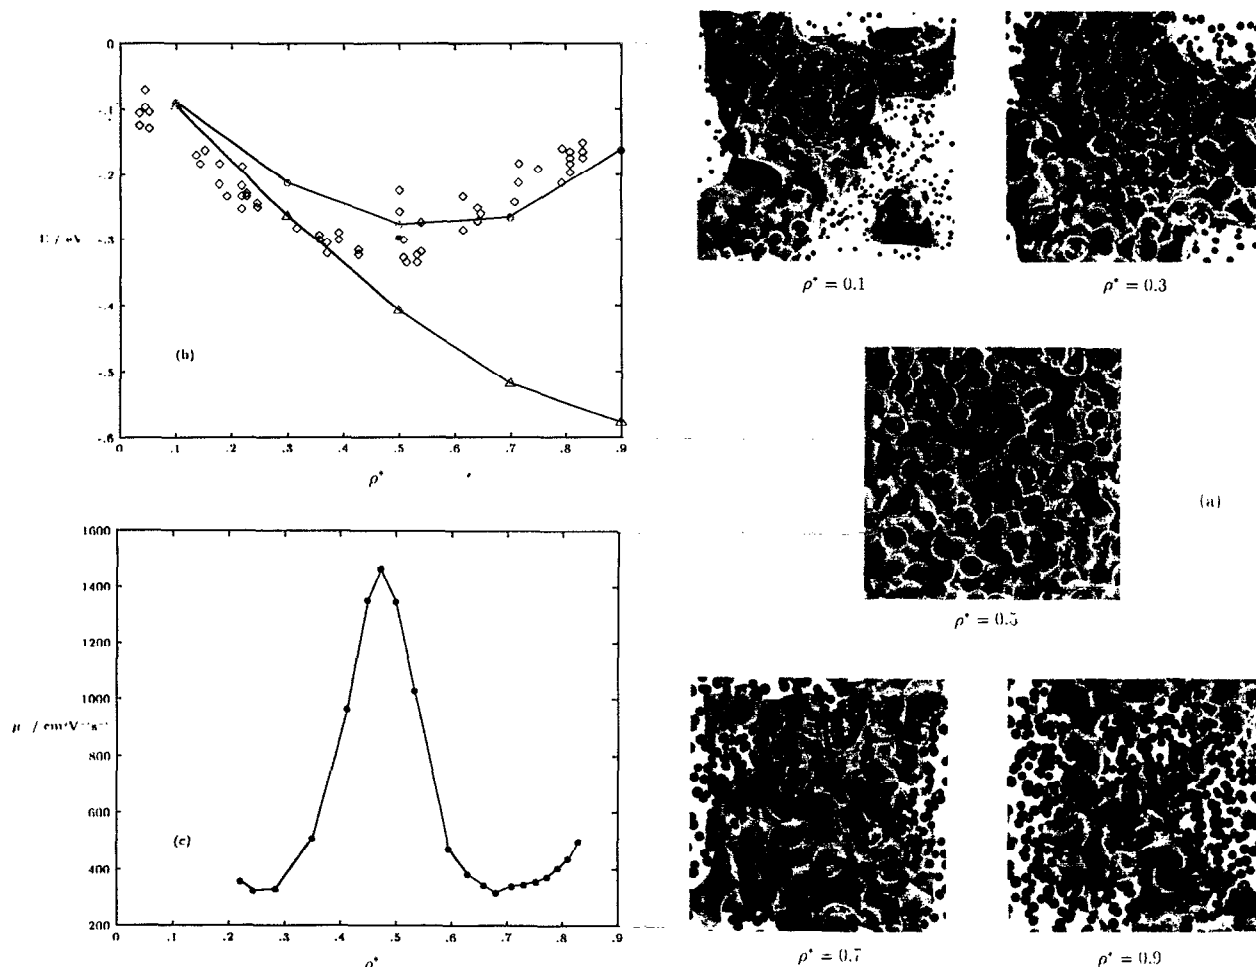 0
-.1
-.2
-.3
-.4
-.5
-.6
E / eV
(b)
0 .1 .2 .3 .4 .5 .6 .7 .8 .9
ρ*
1600
1400
1200
1000
800
600
400
200
(c)
0 .1 .2 .3 .4 .5 .6 .7 .8 .9
ρ*
ρ* = 0.1
ρ* = 0.3
ρ* = 0.5
(a)
ρ* = 0.7
ρ* = 0.9